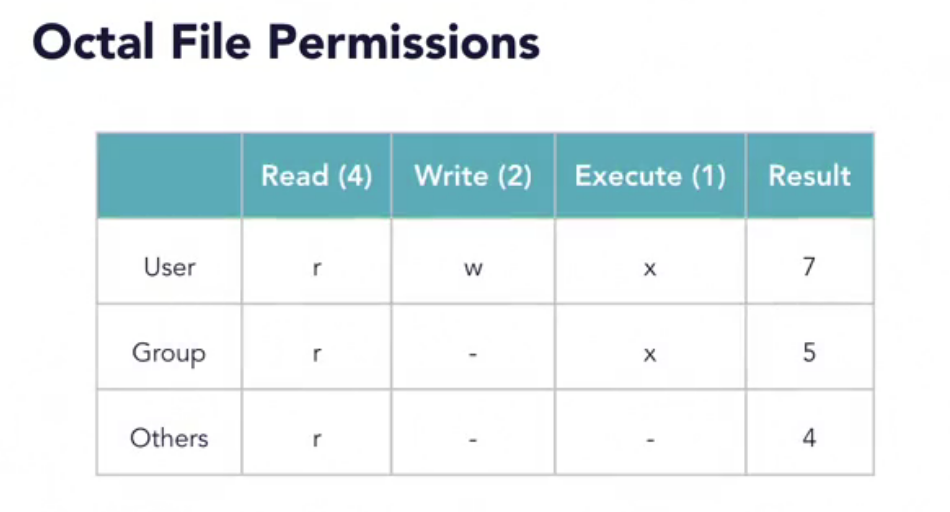 Octal File Permissions
Read (4) Write (2) Execute (1) Result
User r w x 7
Group r - x 5
Others r - - 4